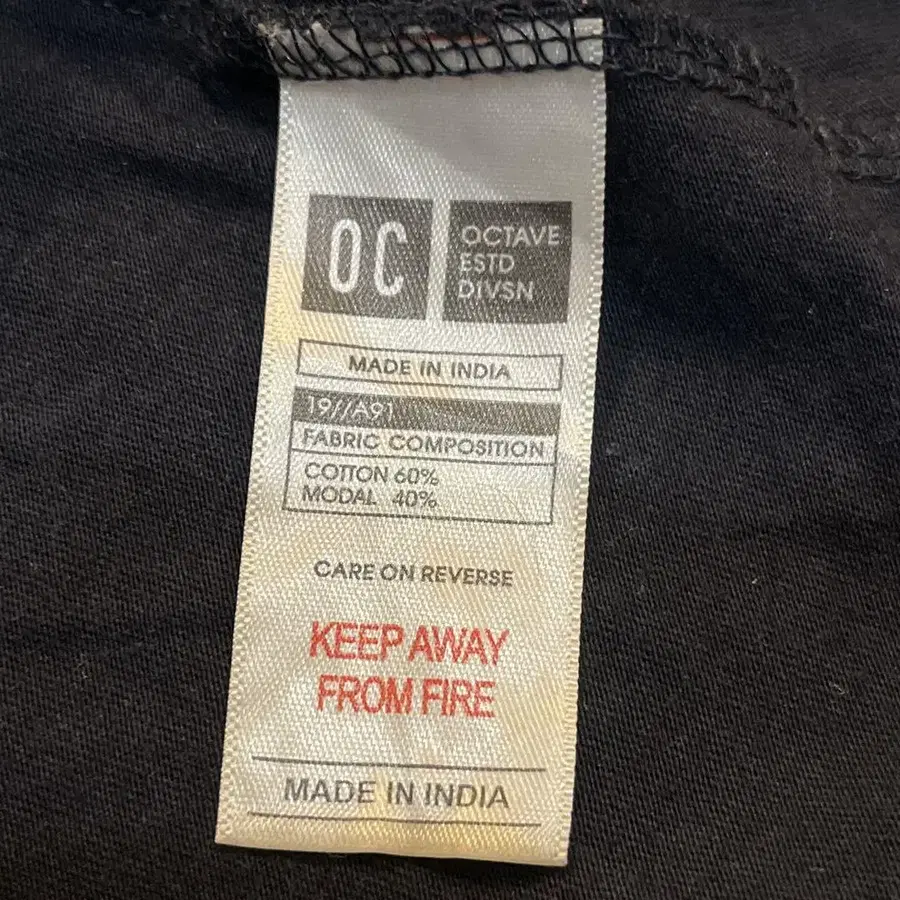 OC
OCTAVE
ESTD
DIVSN
MADE IN INDIA
19//A91
FABRIC COMPOSITION
COTTON 60%
MODAL 40%
CARE ON REVERSE
KEEP AWAY
FROM FIRE
MADE IN INDIA